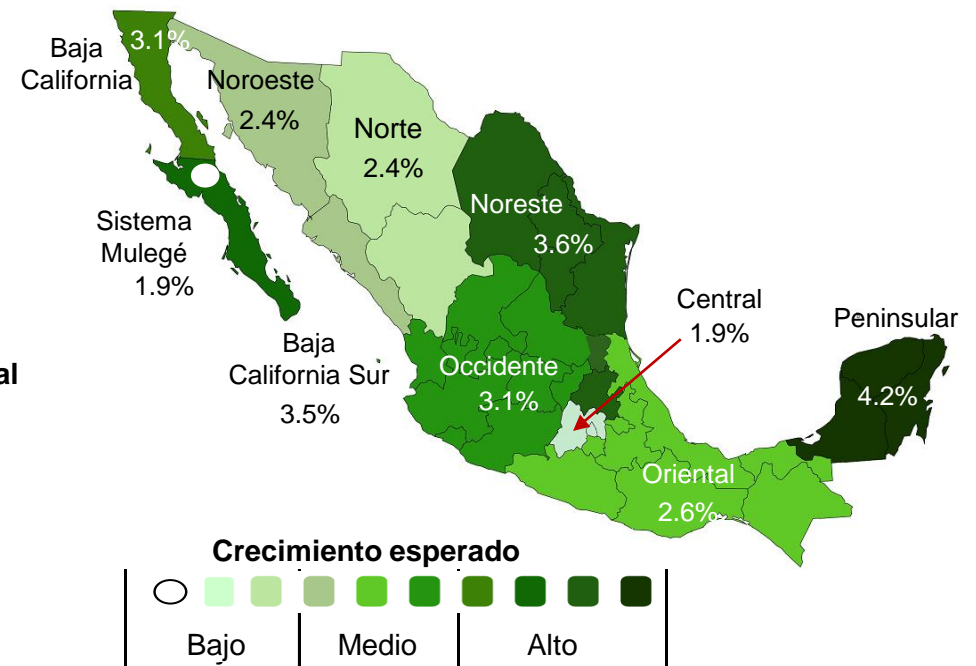 3.1%
Baja
California
Noroeste
2.4%
Norte
2.4%
Noreste
3.6%
Sistema
Mulegé
1.9%
Central
1.9%
Peninsular
4.2%
Baja
California Sur
3.5%
al
Occidente
3.1%
Oriental
2.6%
Crecimiento esperado
Bajo Medio Alto